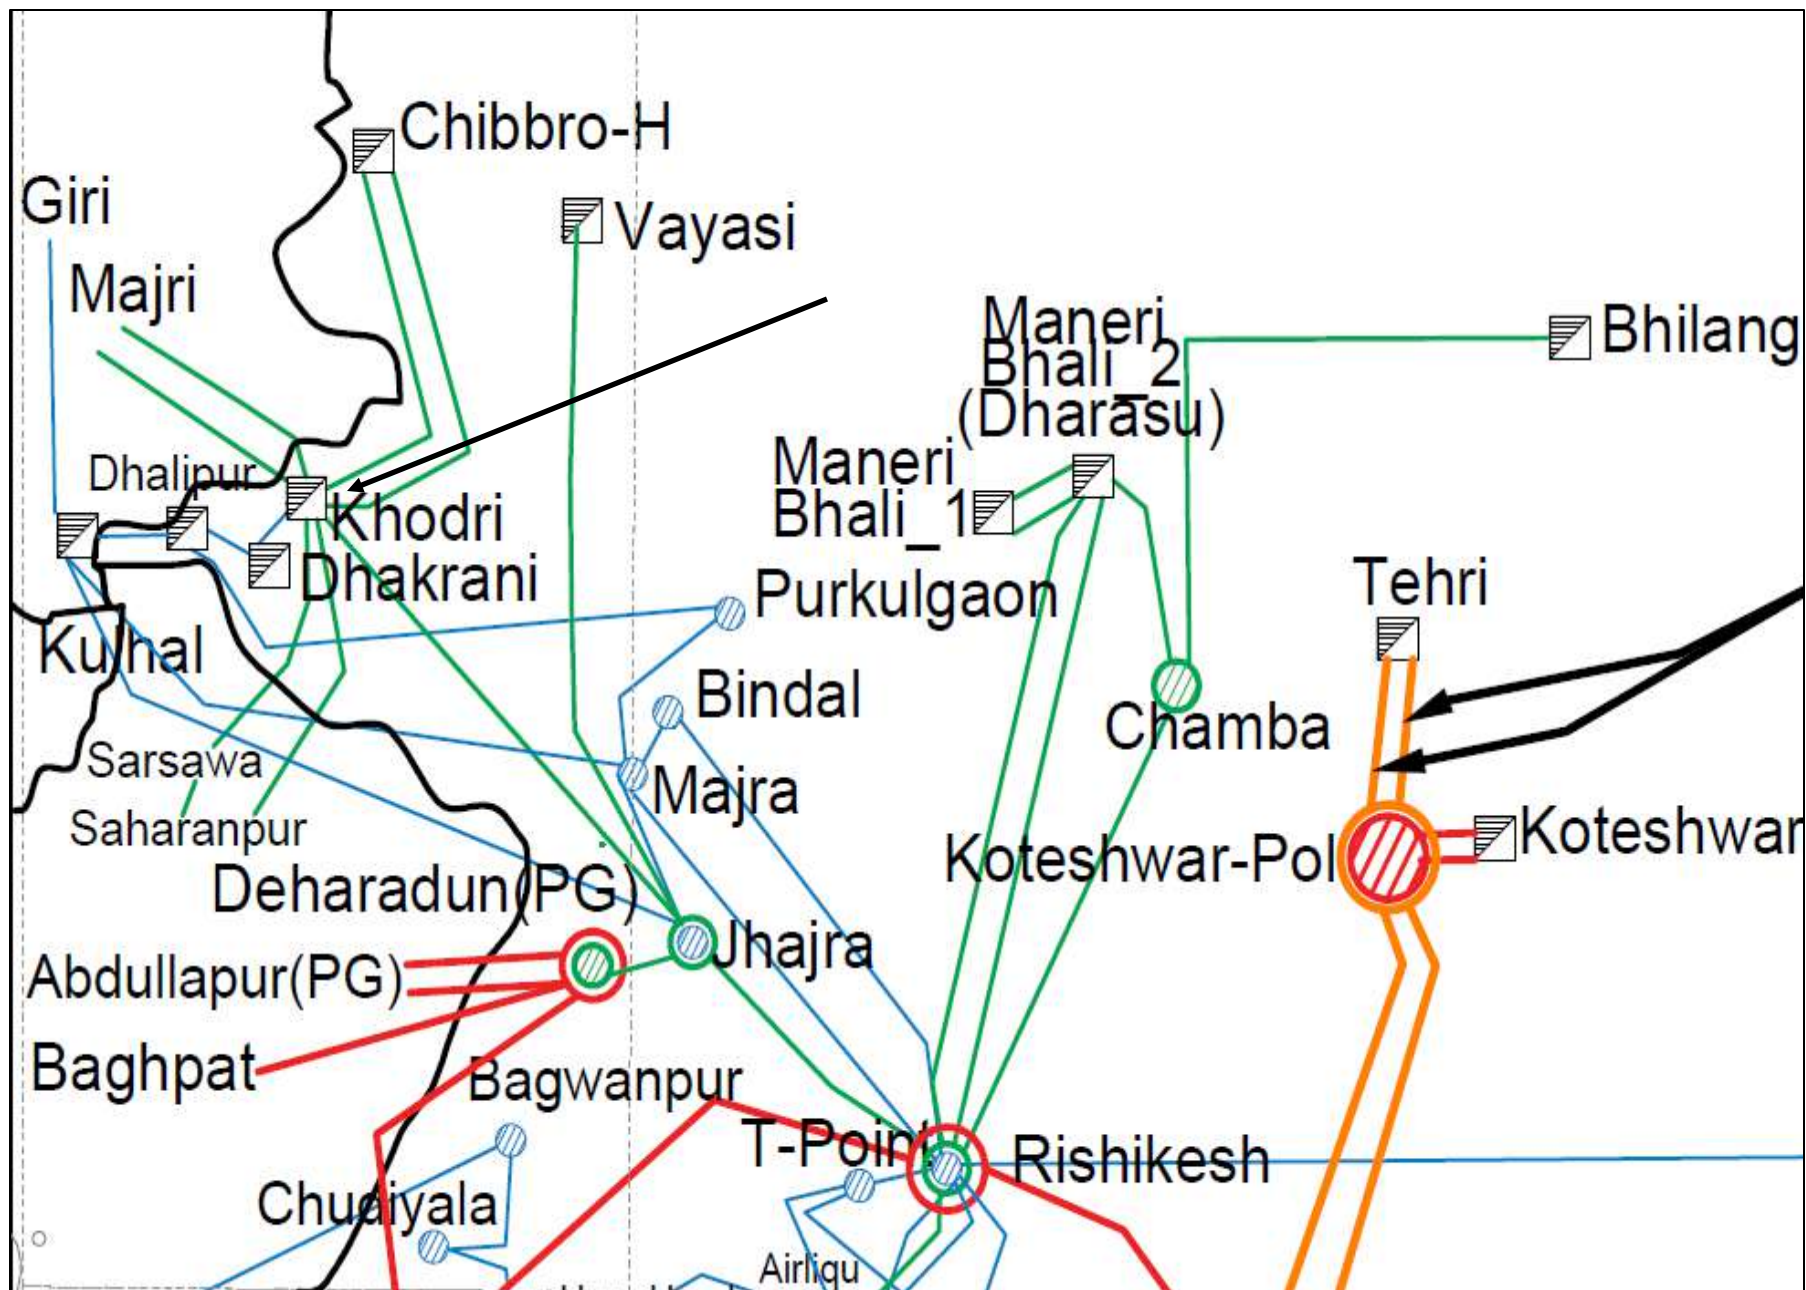 Chibbro-H
Giri
Vayasi
Majri
Maneri
Bhali_2
(Dharasu)
Bhilang
Dhalipur
Maneri
Bhali_1
Khodri
Dhakrani
Purkulgaon
Tehri
Kulhal
Bindal
Chamba
Sarsawa
Majra
Saharanpur
Koteshwar-Pol
Koteshwar
Deharadun(PG)
Jhajra
Abdullapur(PG)
Baghpat
Bagwanpur
T-Point
Rishikesh
Chudiyala
Airliqu